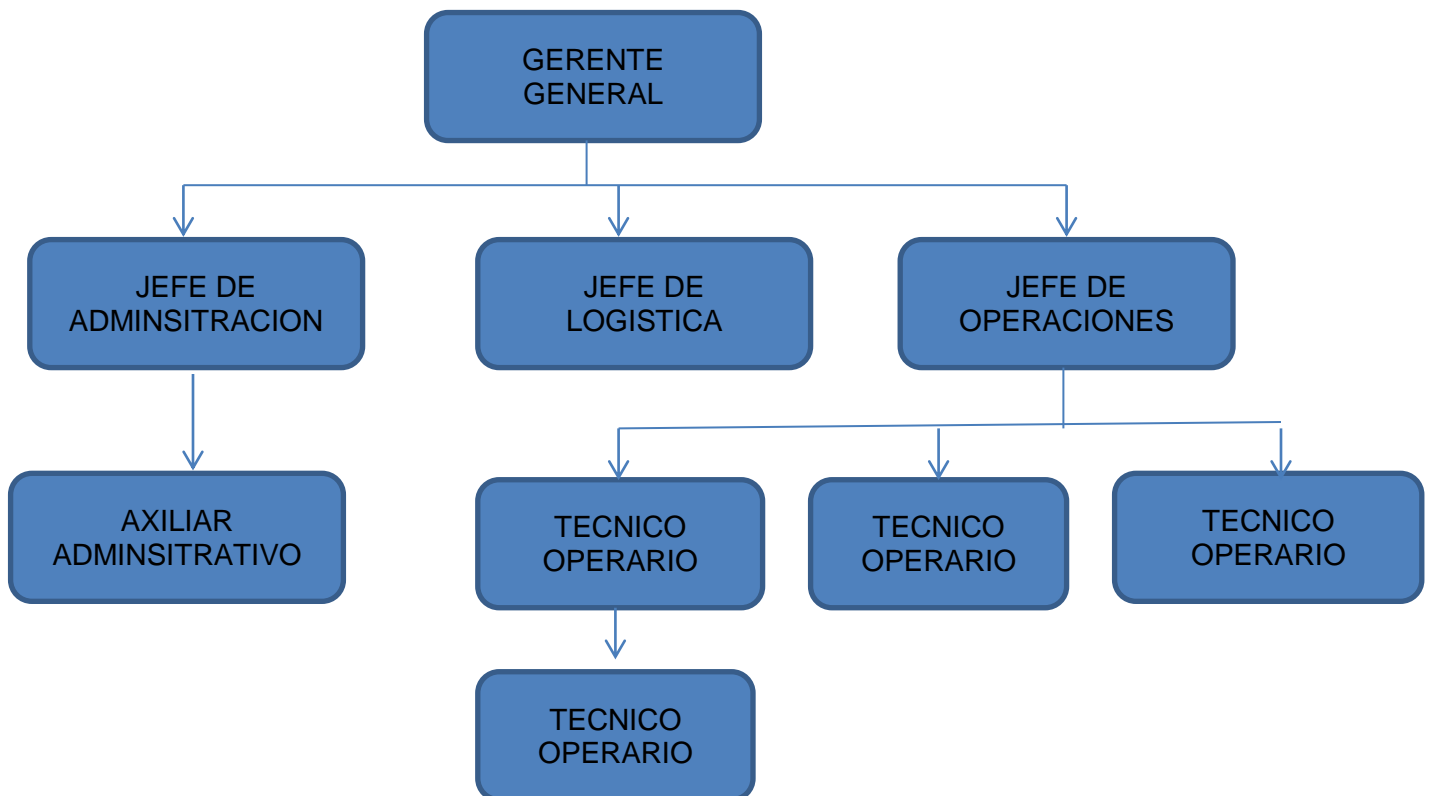 GERENTE
GENERAL
JEFE DE
ADMINSITRACION
JEFE DE
LOGISTICA
JEFE DE
OPERACIONES
AXILIAR
ADMINSITRATIVO
TECNICO
OPERARIO
TECNICO
OPERARIO
TECNICO
OPERARIO
TECNICO
OPERARIO